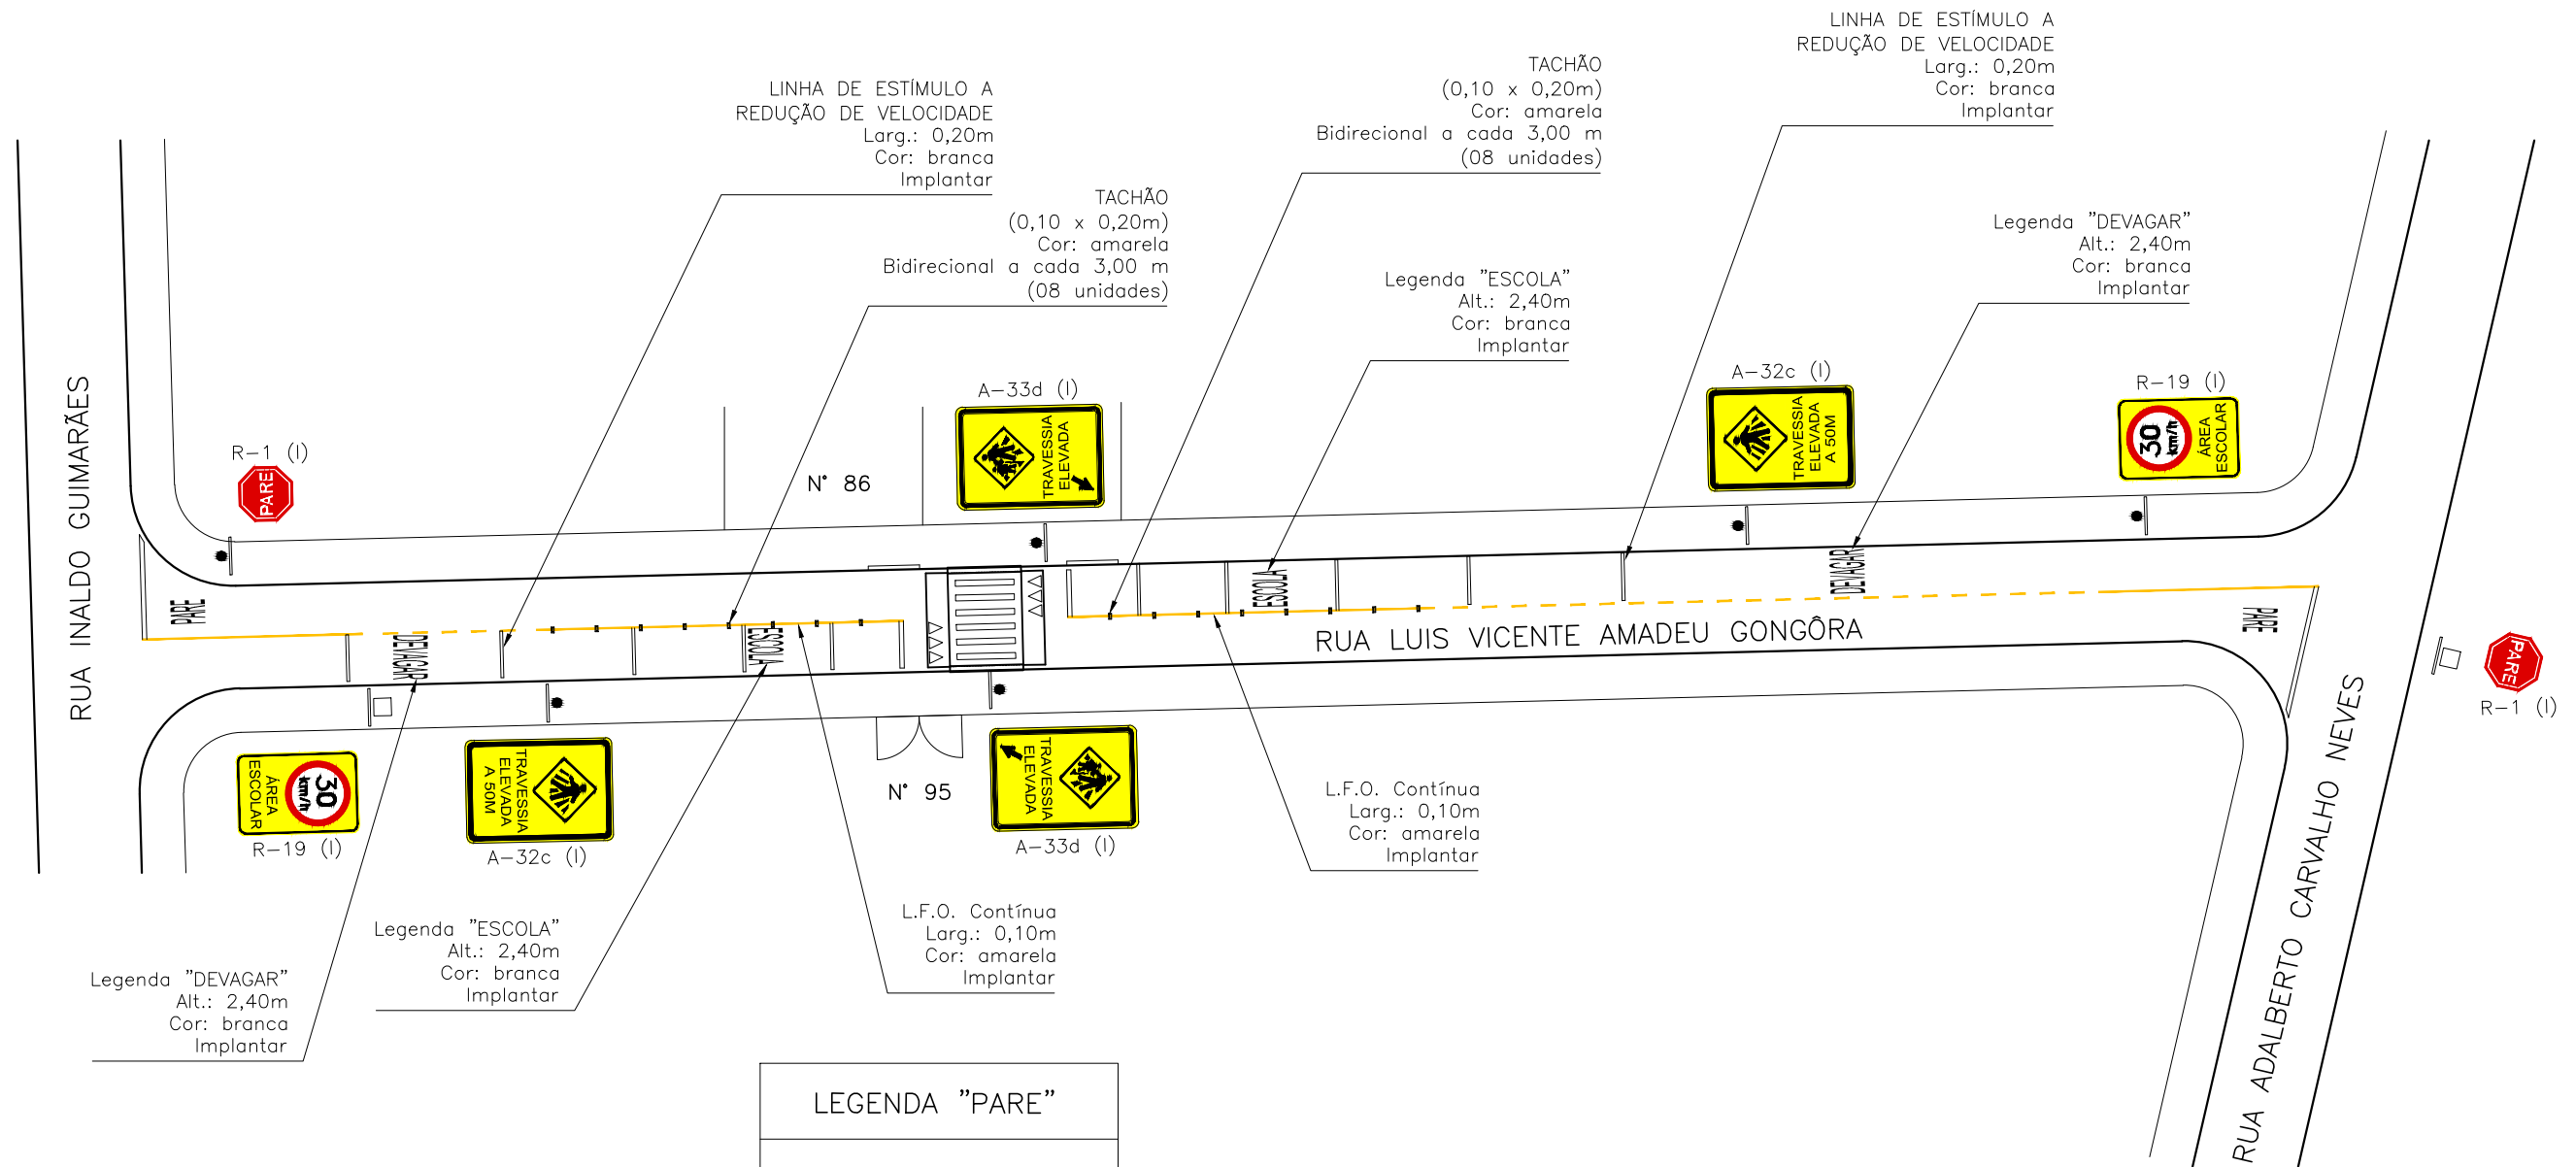 LINHA DE ESTÍMULO A
REDUÇÃO DE VELOCIDADE
Larg.: 0,20m
Cor: branca
Implantar
TACHÃO
(0,10 x 0,20m)
Cor: amarela
Bidirecional a cada 3,00 m
(08 unidades)
LINHA DE ESTÍMULO A
REDUÇÃO DE VELOCIDADE
Larg.: 0,20m
Cor: branca
Implantar
TACHÃO
(0,10 x 0,20m)
Cor: amarela
Bidirecional a cada 3,00 m
(08 unidades)
Legenda "DEVAGAR"
Alt.: 2,40m
Cor: branca
Implantar
Legenda "ESCOLA"
Alt.: 2,40m
Cor: branca
Implantar
A-33d (I)
TRAVESSIA
ELEVADA
A-32c (I)
TRAVESSIA
ELEVADA
A 50M
R-19 (I)
30
km/h
ÁREA
ESCOLAR
R-1 (I)
PARE
N° 86
RUA INALDO GUIMARÃES
PARE
DEVAGAR
ESCOLA
ESCOLA
DEVAGAR
PARE
RUA LUIS VICENTE AMADEU GONGÔRA
PARE
R-1 (I)
30
km/h
ÁREA
ESCOLAR
R-19 (I)
TRAVESSIA
ELEVADA
A 50M
A-32c (I)
N° 95
TRAVESSIA
ELEVADA
A-33d (I)
L.F.O. Contínua
Larg.: 0,10m
Cor: amarela
Implantar
RUA ADALBERTO CARVALHO NEVES
L.F.O. Contínua
Larg.: 0,10m
Cor: amarela
Implantar
Legenda "ESCOLA"
Alt.: 2,40m
Cor: branca
Implantar
Legenda "DEVAGAR"
Alt.: 2,40m
Cor: branca
Implantar
LEGENDA "PARE"